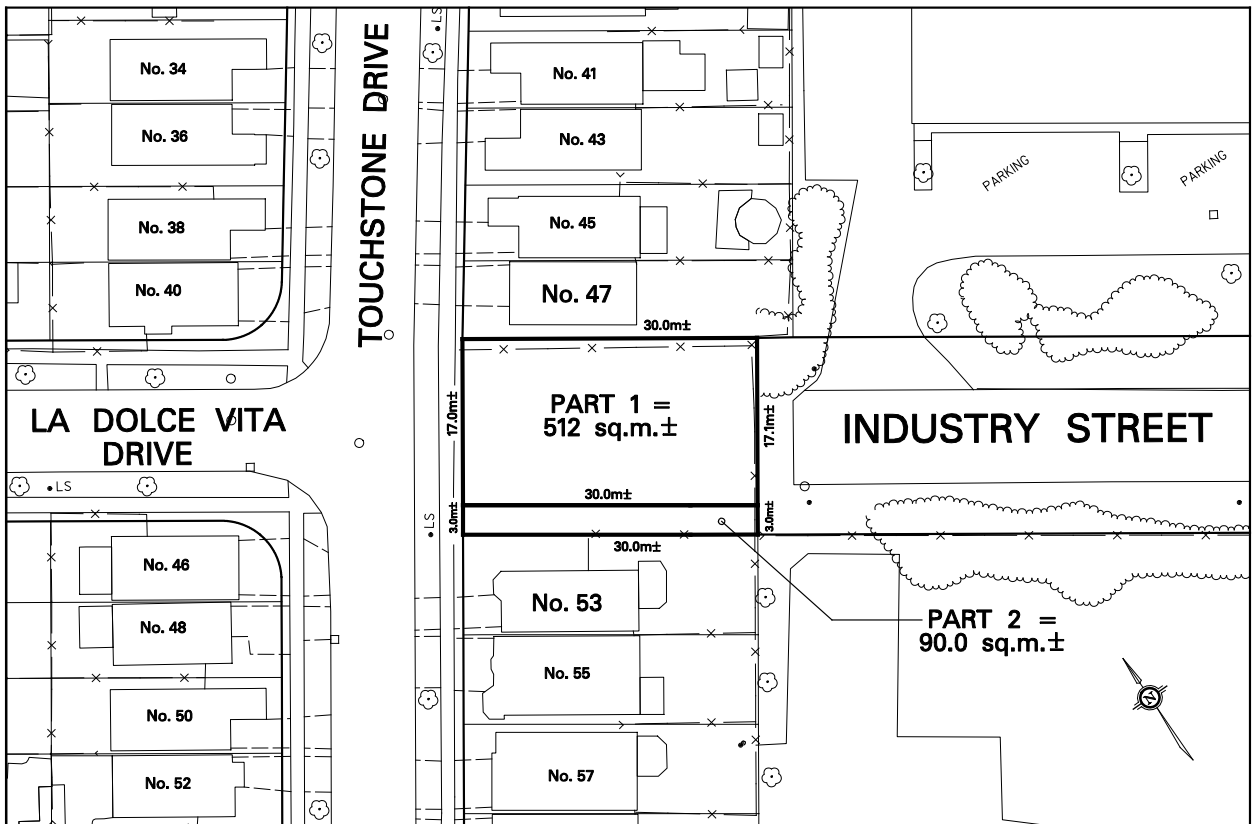 No. 34
No. 36
No. 38
No. 40
TOUCHSTONE DRIVE
LS
No. 41
No. 43
No. 45
No. 47
PARKING
PARKING
30.0m±
LA DOLCE VITA
DRIVE
17.0m±
PART 1 =
512 sq.m.±
17.1m±
INDUSTRY STREET
LS
LS
3.0m±
30.0m±
3.0m±
30.0m±
No. 46
No. 48
No. 50
No. 52
No. 53
No. 55
No. 57
PART 2 =
90.0 sq.m.±
N